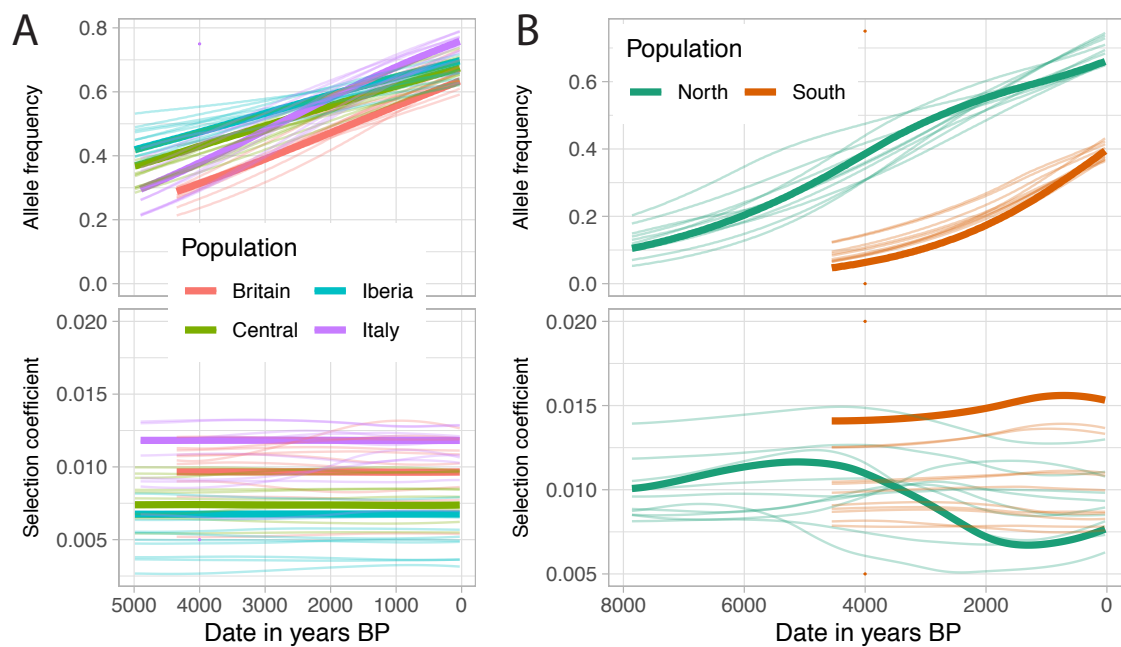 A
Allele frequency
0.8
0.6
0.4
0.2
0.0
Population
Britain Iberia
Central Italy
Selection coefficient
0.020
0.015
0.010
0.005
5000 4000 3000 2000 1000 0
Date in years BP
B
Allele frequency
0.6
0.4
0.2
0.0
Population
North South
Selection coefficient
0.020
0.015
0.010
0.005
8000 6000 4000 2000 0
Date in years BP